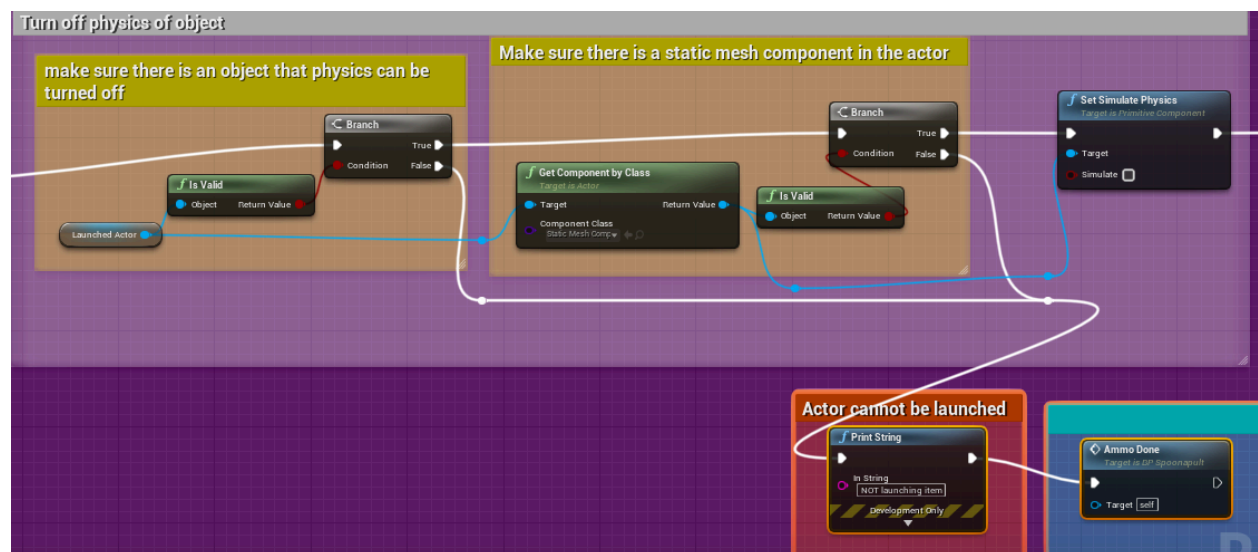 Turn off physics of object
make sure there is an object that physics can be
turned off
Make sure there is a static mesh component in the actor
Branch
True
Condition
False
Is Valid
Object
Return Value
Launched Actor
Get Component by Class
Target is Actor
Target
Return Value
Component Class
Static Mesh Comp
Is Valid
Object
Return Value
Branch
True
Condition
False
Set Simulate Physics
Target is Primitive Component
Target
Simulate
Actor cannot be launched
Print String
In String
NOT launching item
Development Only
Ammo Done
Target is BP Spoonapult
Target
self